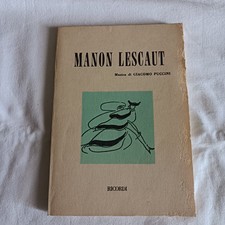 MANON LESCAUT
Musica di GIACOMO PUCCINI
RICORDI